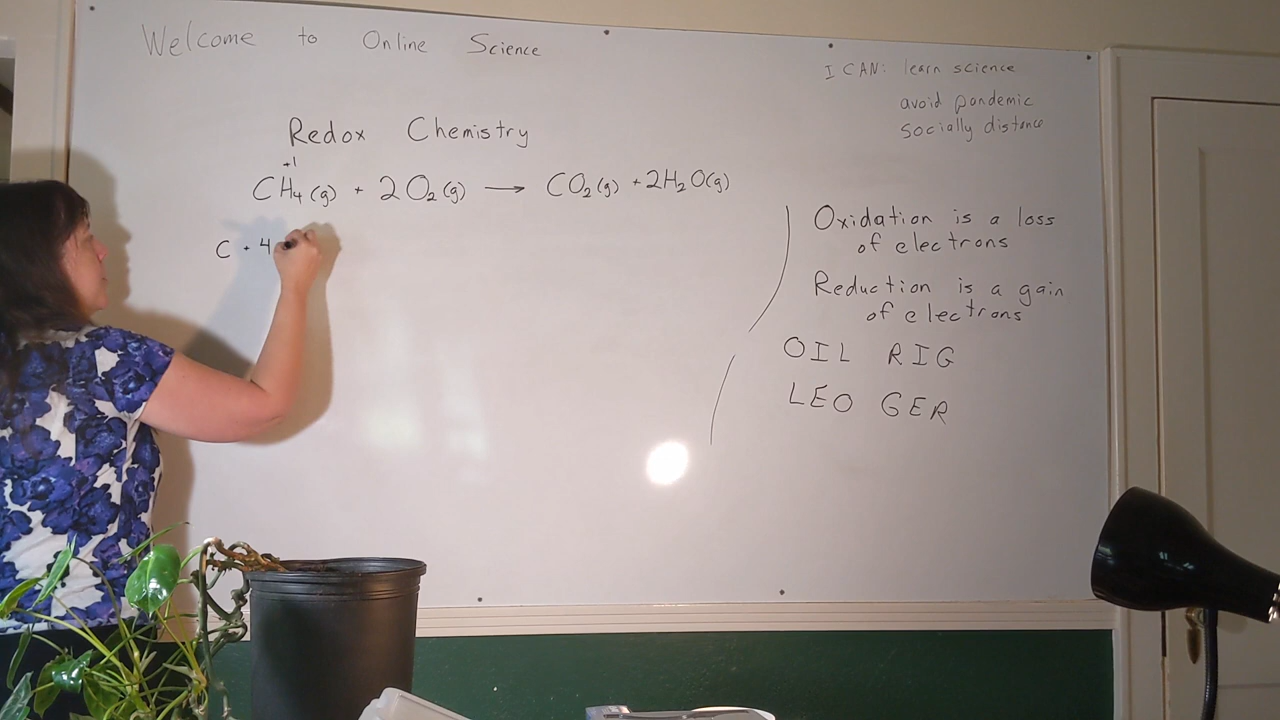 Welcome to Online Science
I CAN: learn science
avoid pandemic
socially distance
Redox Chemistry
+1
CH₄(g) + 2O₂(g) → CO₂(g) + 2H₂O(g)
C + 4
Oxidation is a loss
of electrons
Reduction is a gain
of electrons
OIL RIG
LEO GER